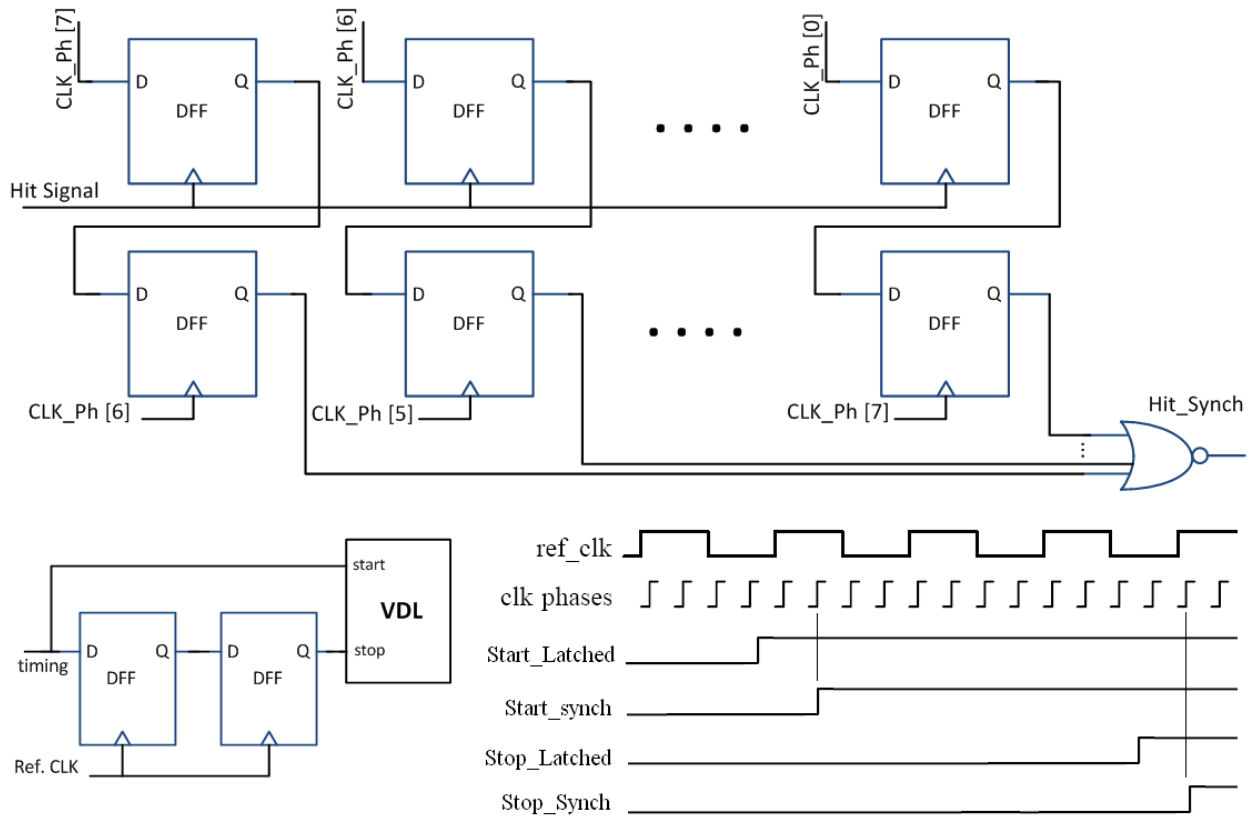 CLK_Ph [7]
CLK_Ph [6]
CLK_Ph [0]
D Q
DFF
D Q
DFF
D Q
DFF
Hit Signal
D Q
DFF
D Q
DFF
D Q
DFF
CLK_Ph [6]
CLK_Ph [5]
CLK_Ph [7]
Hit_Synch
start
VDL
stop
timing
D Q
DFF
D Q
DFF
Ref. CLK
ref_clk
clk phases
Start_Latched
Start_synch
Stop_Latched
Stop_Synch